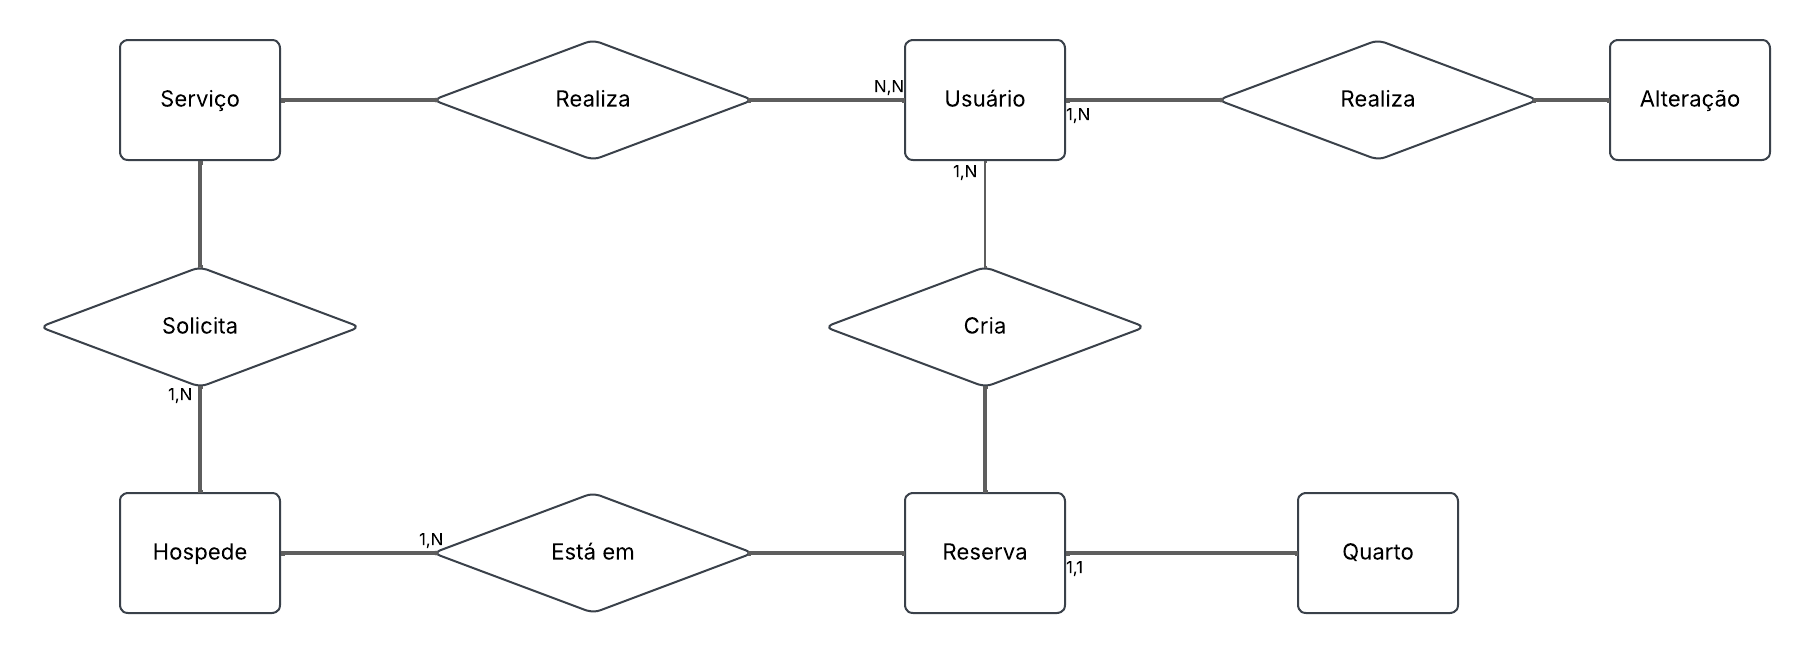 Serviço
Realiza
N,N
Usuário
1,N
Realiza
Alteração
1,N
Solicita
Cria
1,N
Hospede
1,N
Está em
Reserva
1,1
Quarto